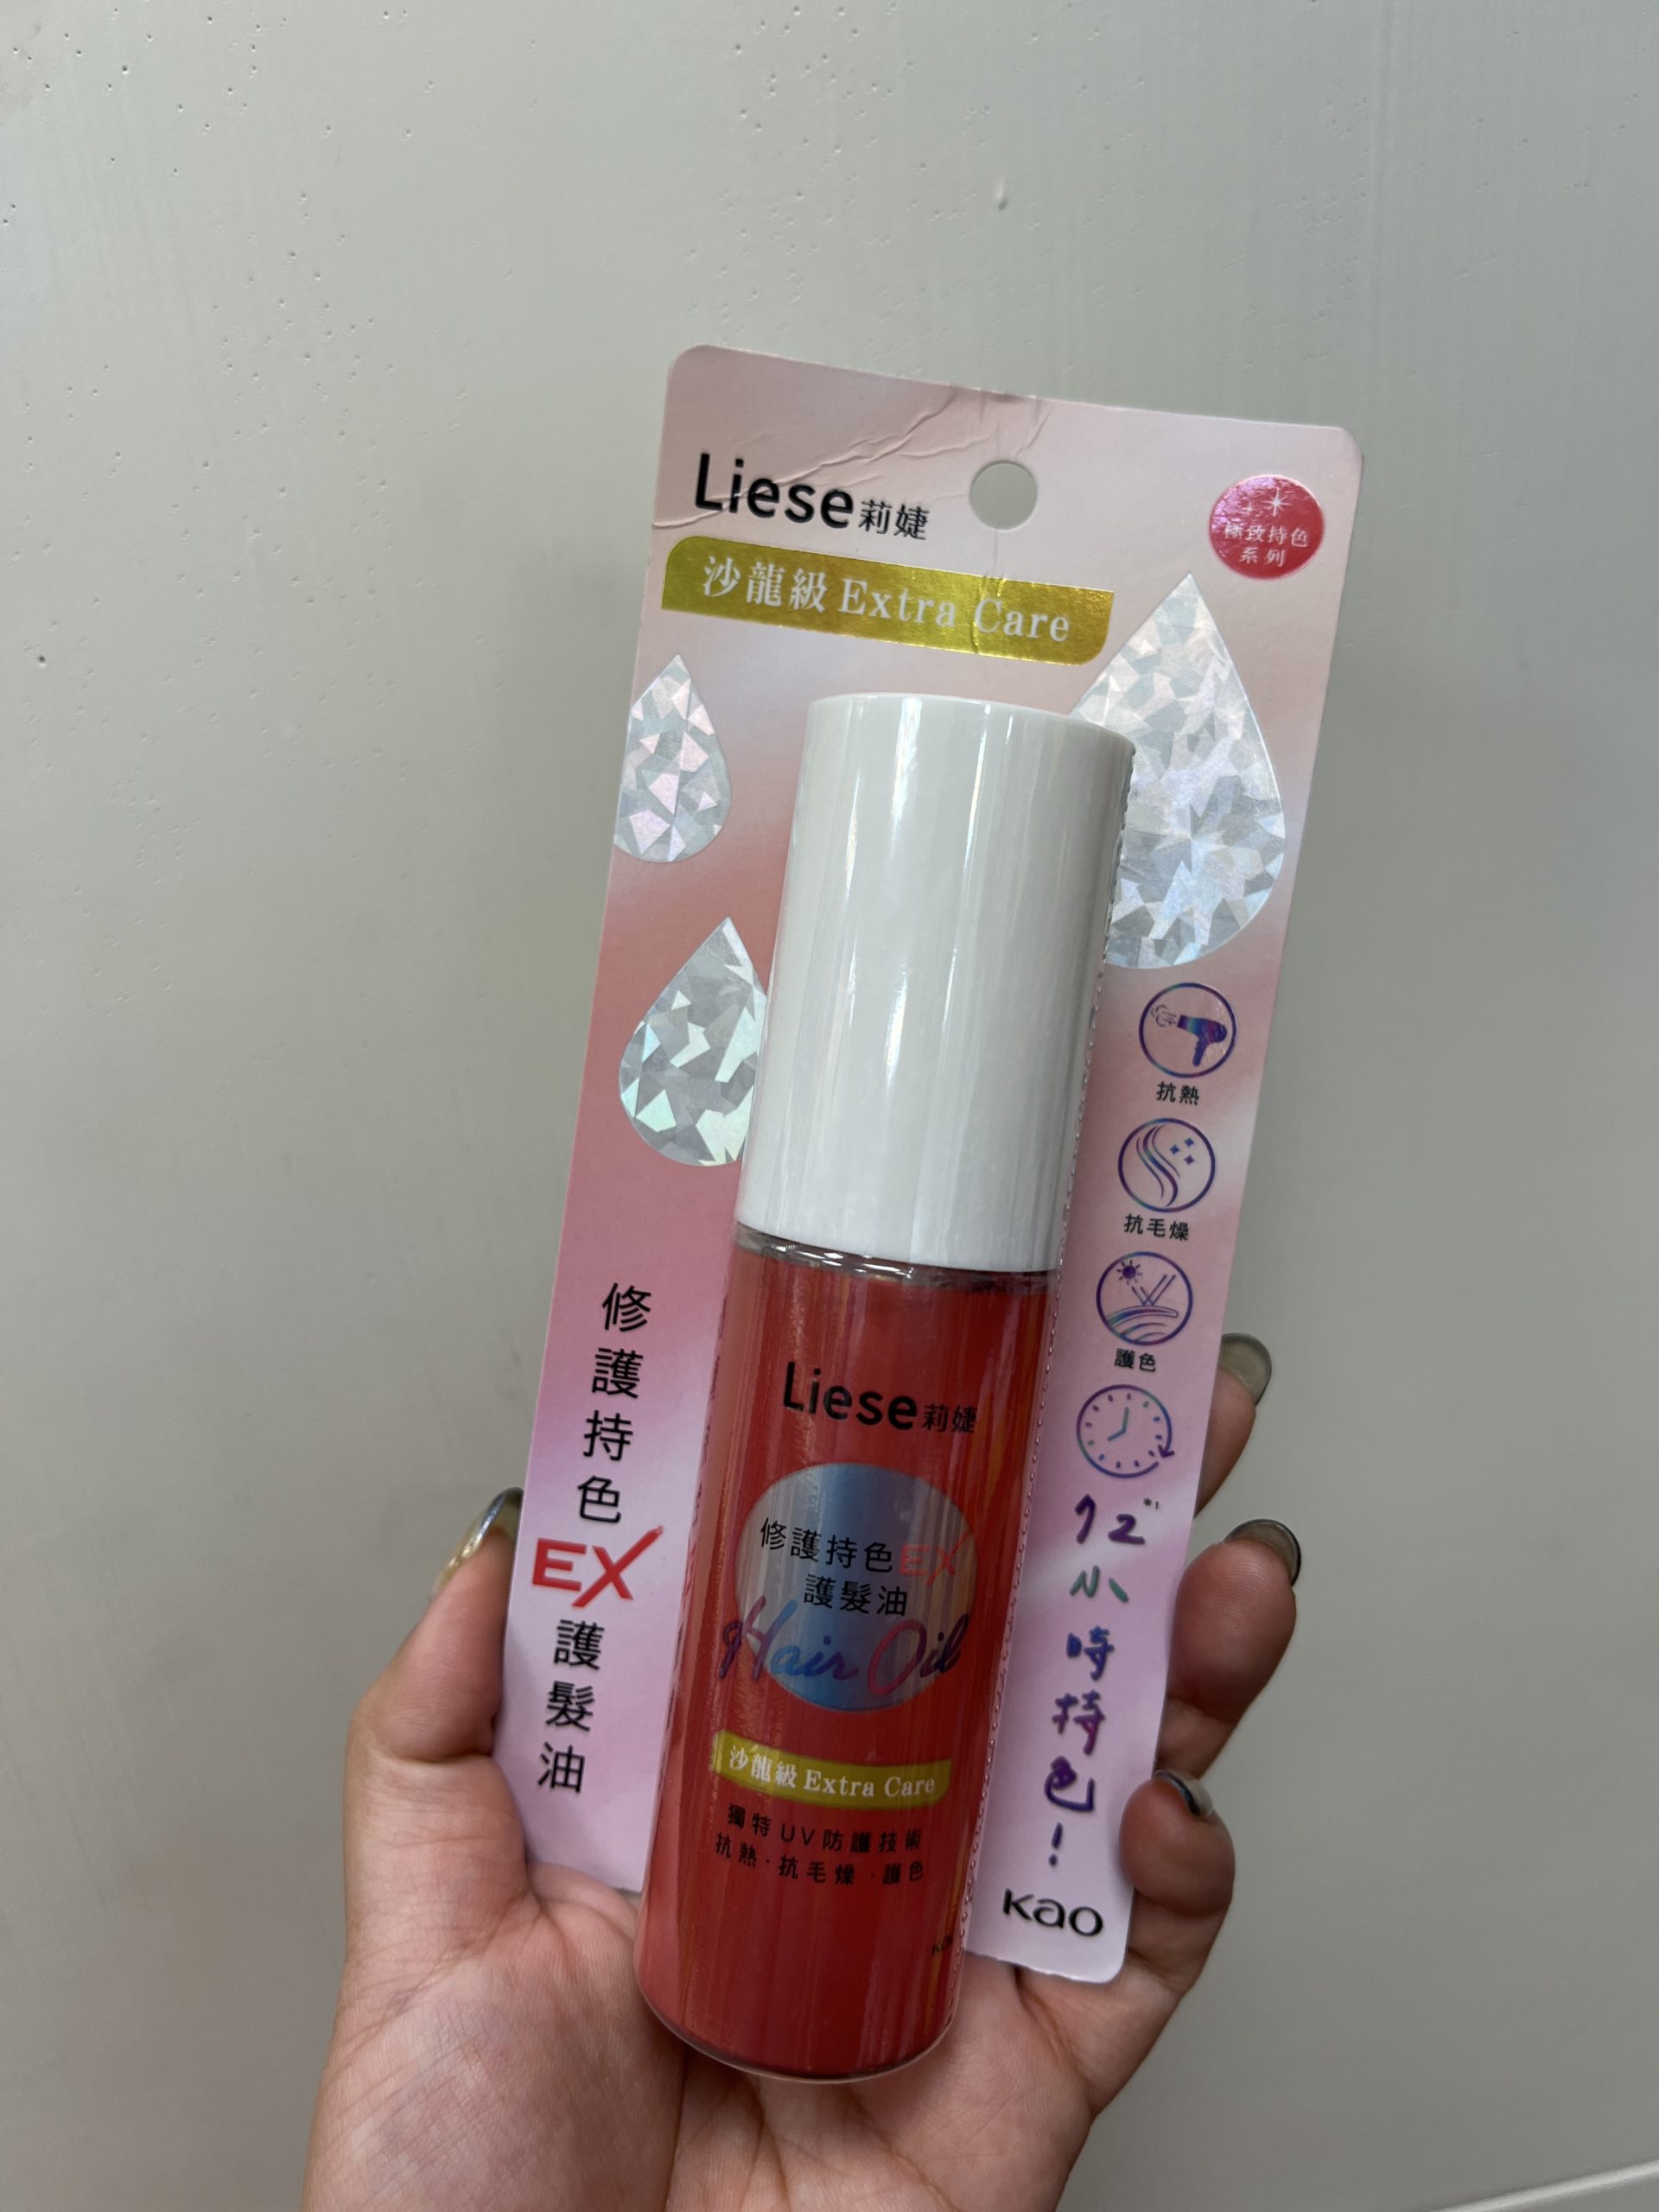 Liese莉婕
極致持色
系列
沙龍級 Extra Care
抗熱
抗毛燥
護色
72*1
小時持色！
修護持色EX護髮油
Liese莉婕
修護持色EX
護髮油
Hair Oil
沙龍級 Extra Care
獨特UV防護技術
抗熱·抗毛燥·護色
Kao